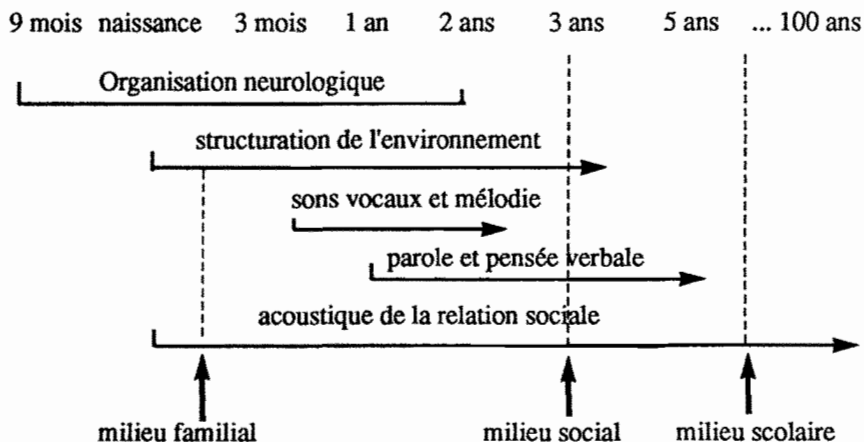 9 mois naissance 3 mois 1 an 2 ans 3 ans 5 ans ... 100 ans
Organisation neurologique
structuration de l'environnement
sons vocaux et mélodie
parole et pensée verbale
acoustique de la relation sociale
milieu familial milieu social milieu scolaire